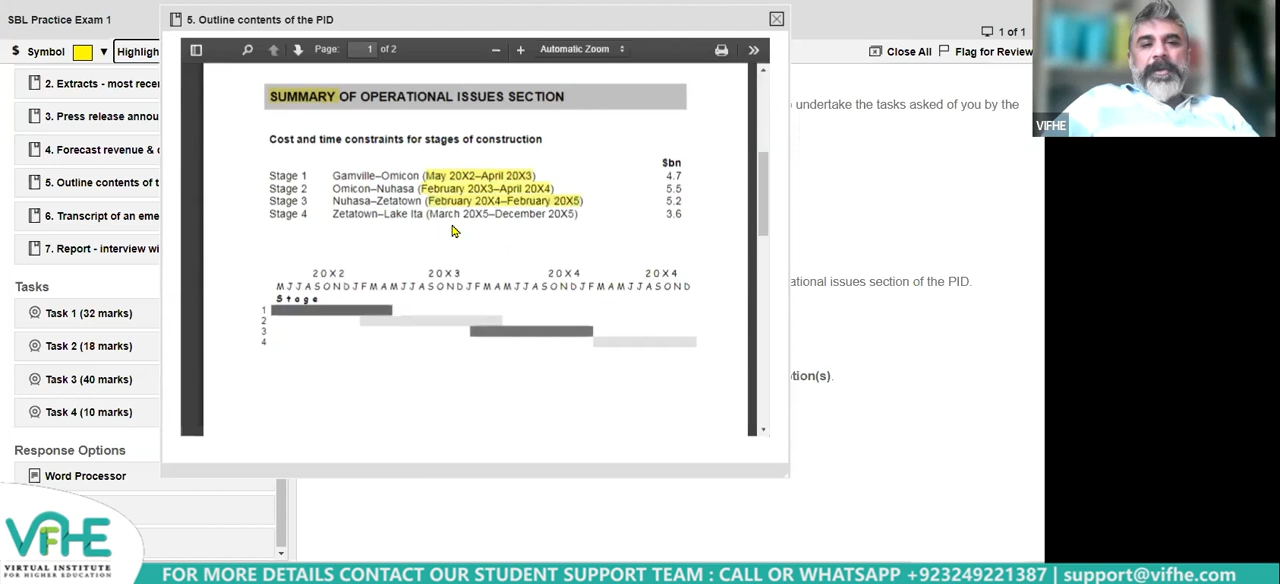 SBL Practice Exam 1
5. Outline contents of the PID
1 of 1
Symbol
Highligh
Page: 1 of 2
Automatic Zoom
Close All
Flag for Review
2. Extracts - most recen
3. Press release annou
4. Forecast revenue & c
5. Outline contents of t
6. Transcript of an eme
7. Report - interview wi
Tasks
Task 1 (32 marks)
Task 2 (18 marks)
Task 3 (40 marks)
Task 4 (10 marks)
Response Options
Word Processor
SUMMARY OF OPERATIONAL ISSUES SECTION
Cost and time constraints for stages of construction
$bn
Stage 1 Gamville–Omicon (May 20X2–April 20X3) 4.7
Stage 2 Omicon–Nuhasa (February 20X3–April 20X4) 5.5
Stage 3 Nuhasa–Zetatown (February 20X4–February 20X5) 5.2
Stage 4 Zetatown–Lake Ita (March 20X5–December 20X5) 3.6
20X2 20X3 20X4 20X4
M J J A S O N D J F M A M J J A S O N D J F M A M J J A S O N D J F M A M J J A S O N D
Stage
1
2
3
4
undertake the tasks asked of you by the
ational issues section of the PID.
tion(s).
VIFHE
VIFHE
VIRTUAL INSTITUTE
FOR HIGHER EDUCATION
FOR MORE DETAILS CONTACT OUR STUDENT SUPPORT TEAM : CALL OR WHATSAPP +923249221387 | support@vifhe.com